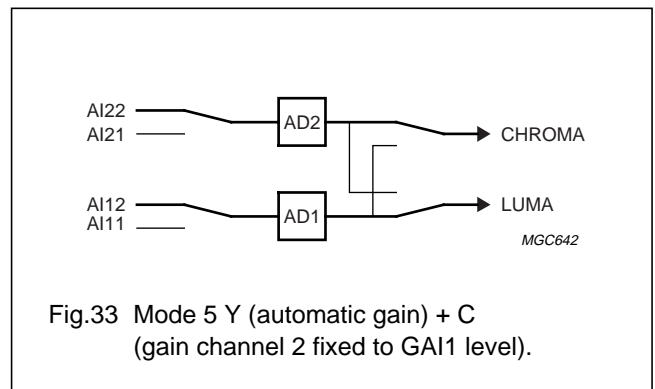 AI22
AI21
AD2
CHROMA
AI12
AI11
AD1
LUMA
MGC642
Fig.33 Mode 5 Y (automatic gain) + C
(gain channel 2 fixed to GAI1 level).